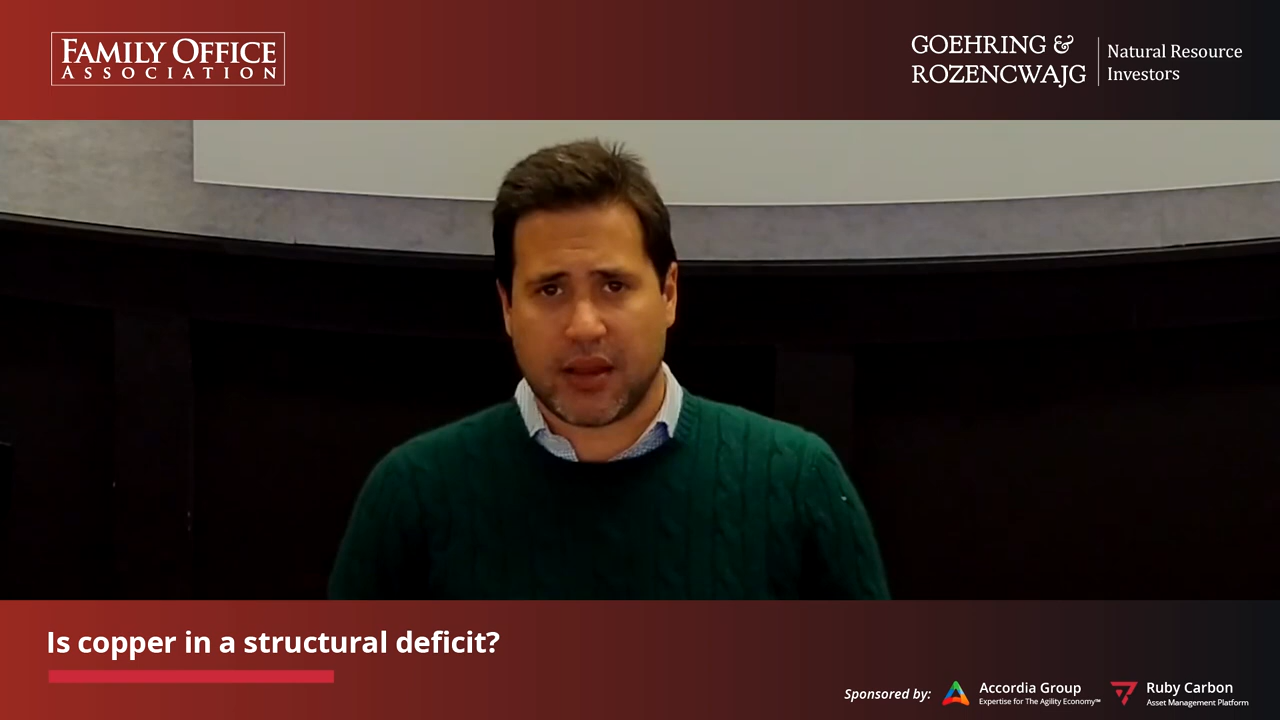 FAMILY OFFICE
ASSOCIATION
GOEHRING &
ROZENCWAJG
Natural Resource
Investors
Is copper in a structural deficit?
Sponsored by:
Accordia Group
Expertise for The Agility Economy™
Ruby Carbon
Asset Management Platform